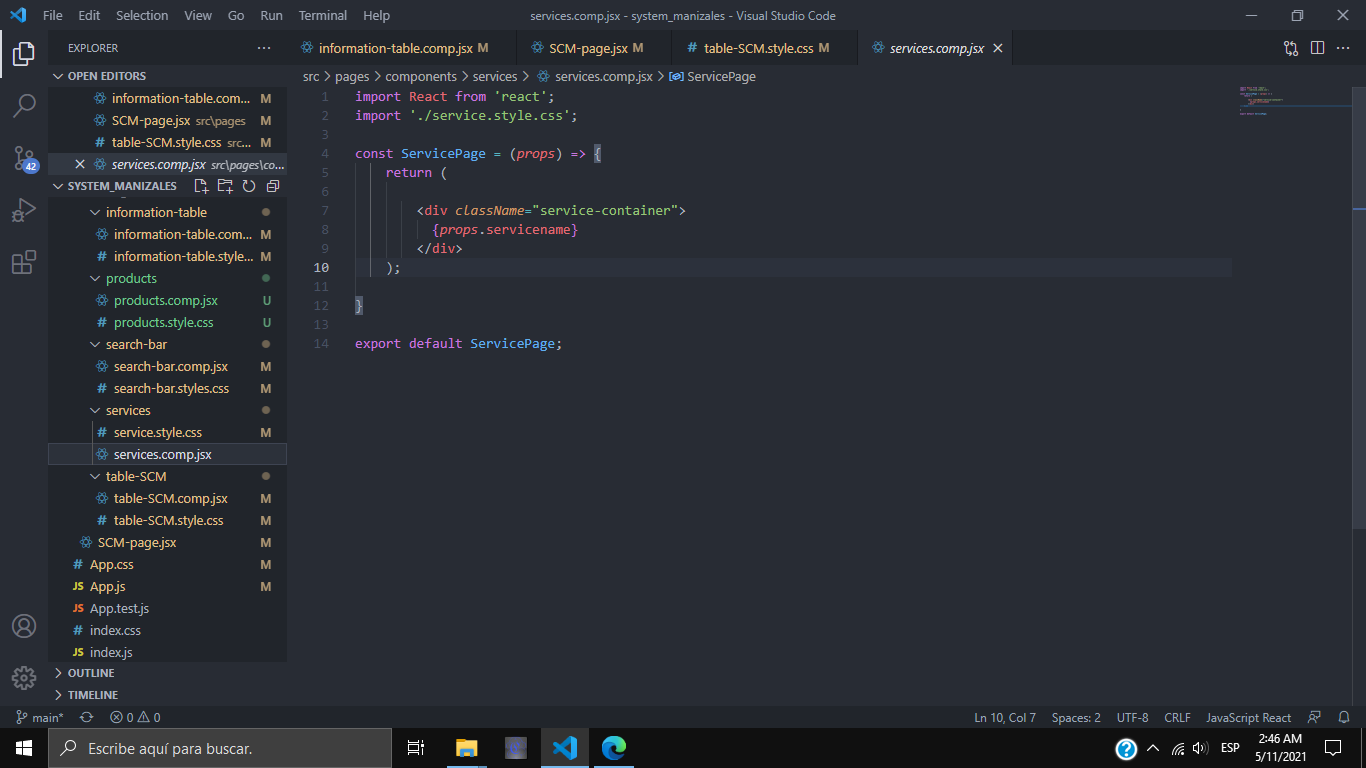 File Edit Selection View Go Run Terminal Help services.comp.jsx - system_manizales - Visual Studio Code
EXPLORER
OPEN EDITORS
information-table.com... M
SCM-page.jsx src\pages M
table-SCM.style.css src... M
services.comp.jsx src\pages\co...
42
SYSTEM_MANIZALES
information-table
information-table.com... M
# information-table.style... M
products
products.comp.jsx U
# products.style.css U
search-bar
search-bar.comp.jsx M
# search-bar.styles.css M
services
# service.style.css M
services.comp.jsx
table-SCM
table-SCM.comp.jsx M
# table-SCM.style.css M
SCM-page.jsx M
# App.css M
JS App.js M
JS App.test.js
# index.css
JS index.js
OUTLINE
TIMELINE
information-table.comp.jsx M SCM-page.jsx M # table-SCM.style.css M services.comp.jsx
src > pages > components > services > services.comp.jsx > ServicePage
1 import React from 'react';
2 import './service.style.css';
3
4 const ServicePage = (props) => {
5 return (
6
7 <div className="service-container">
8 {props.servicename}
9 </div>
10 );
11
12 }
13
14 export default ServicePage;
main* 0 0 Ln 10, Col 7 Spaces: 2 UTF-8 CRLF JavaScript React
Escribe aquí para buscar. ESP 2:46 AM
5/11/2021